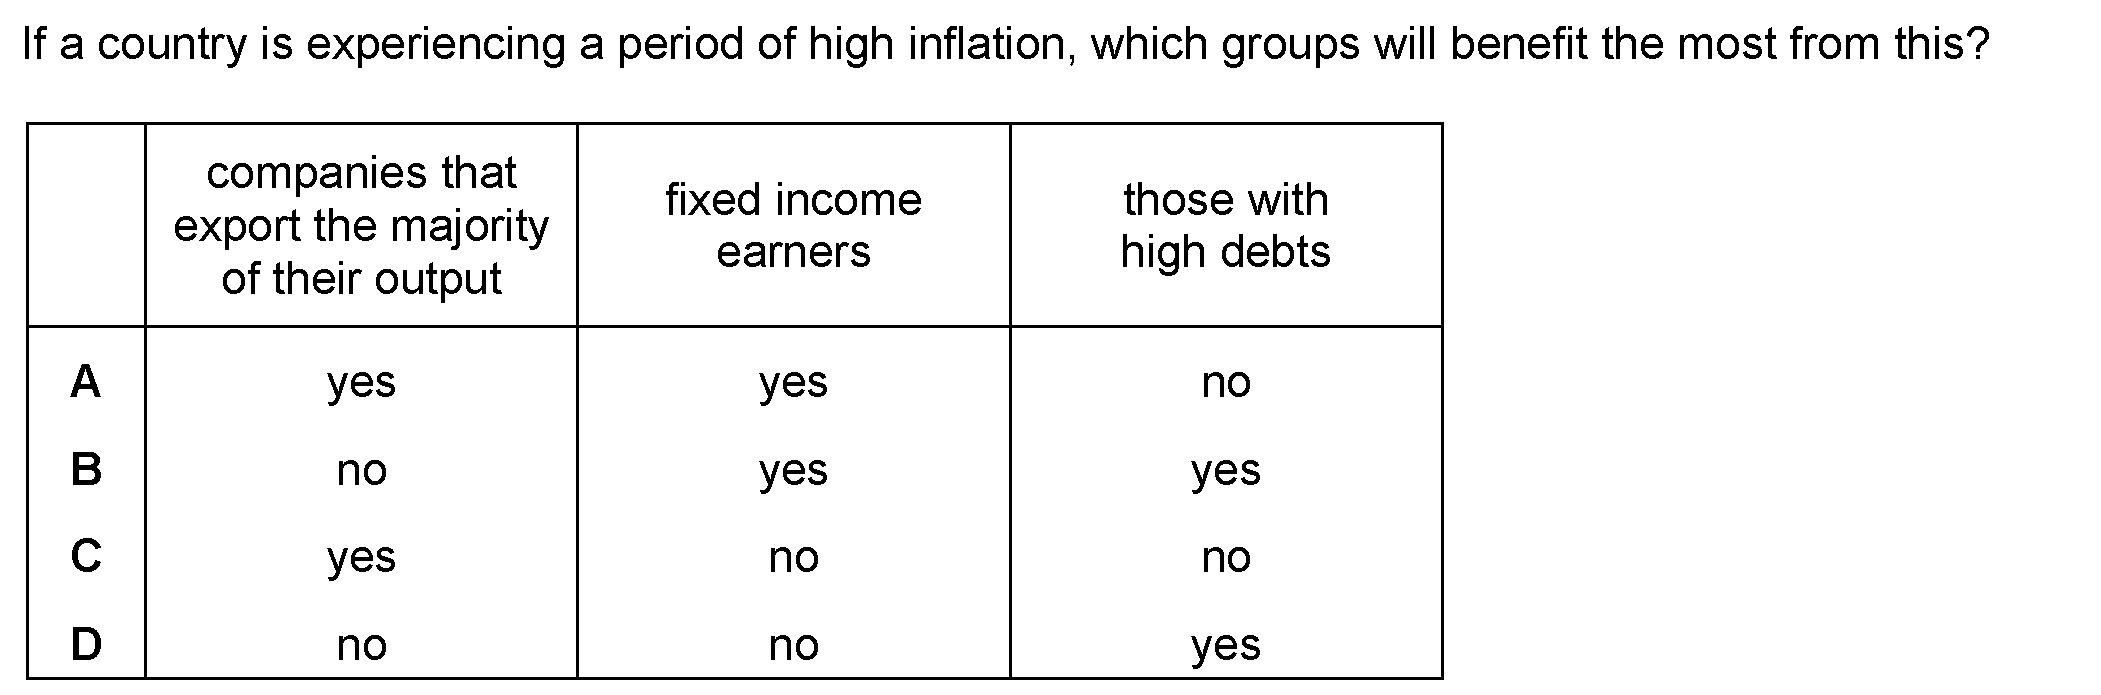 If a country is experiencing a period of high inflation, which groups will benefit the most from this?
companies that
export the majority
of their output
fixed income
earners
those with
high debts
A yes yes no
B no yes yes
C yes no no
D no no yes